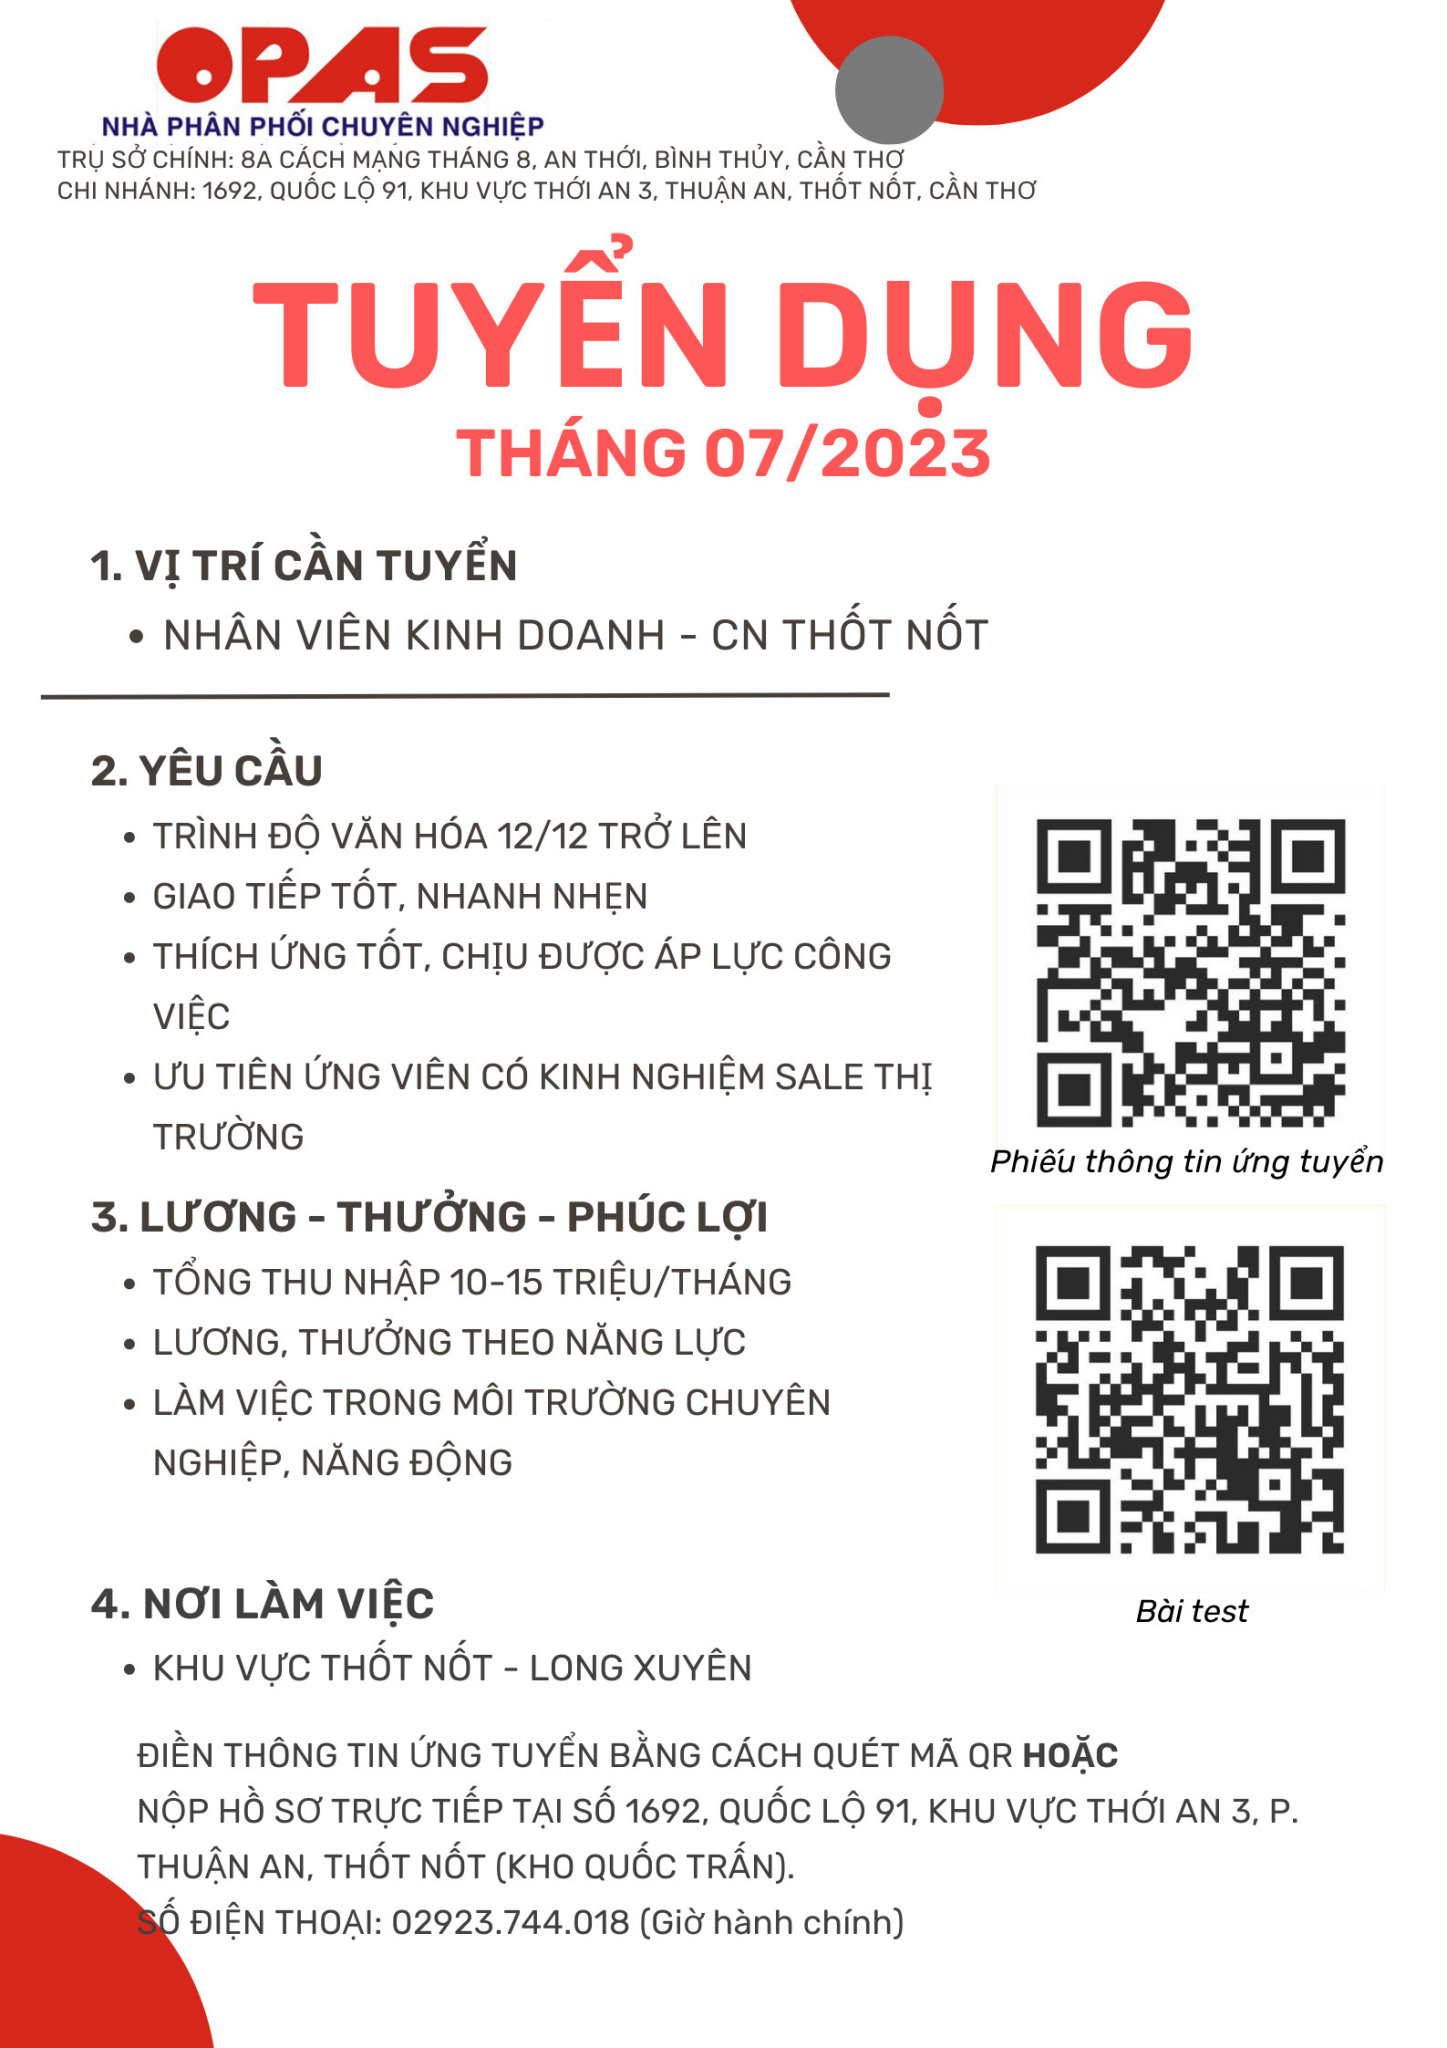 OPAS
NHÀ PHÂN PHỐI CHUYÊN NGHIỆP
TRỤ SỞ CHÍNH: 8A CÁCH MẠNG THÁNG 8, AN THỚI, BÌNH THỦY, CẦN THƠ
CHI NHÁNH: 1692, QUỐC LỘ 91, KHU VỰC THỚI AN 3, THUẬN AN, THỐT NỐT, CẦN THƠ
TUYỂN DỤNG
THÁNG 07/2023
1. VỊ TRÍ CẦN TUYỂN
• NHÂN VIÊN KINH DOANH - CN THỐT NỐT
2. YÊU CẦU
• TRÌNH ĐỘ VĂN HÓA 12/12 TRỞ LÊN
• GIAO TIẾP TỐT, NHANH NHẸN
• THÍCH ỨNG TỐT, CHỊU ĐƯỢC ÁP LỰC CÔNG
VIỆC
• ƯU TIÊN ỨNG VIÊN CÓ KINH NGHIỆM SALE THỊ
TRƯỜNG
Phiếu thông tin ứng tuyển
3. LƯƠNG - THƯỞNG - PHÚC LỢI
• TỔNG THU NHẬP 10-15 TRIỆU/THÁNG
• LƯƠNG, THƯỞNG THEO NĂNG LỰC
• LÀM VIỆC TRONG MÔI TRƯỜNG CHUYÊN
NGHIỆP, NĂNG ĐỘNG
Bài test
4. NƠI LÀM VIỆC
• KHU VỰC THỐT NỐT - LONG XUYÊN
ĐIỀN THÔNG TIN ỨNG TUYỂN BẰNG CÁCH QUÉT MÃ QR HOẶC
NỘP HỒ SƠ TRỰC TIẾP TẠI SỐ 1692, QUỐC LỘ 91, KHU VỰC THỚI AN 3, P.
THUẬN AN, THỐT NỐT (KHO QUỐC TRẤN).
SỐ ĐIỆN THOẠI: 02923.744.018 (Giờ hành chính)